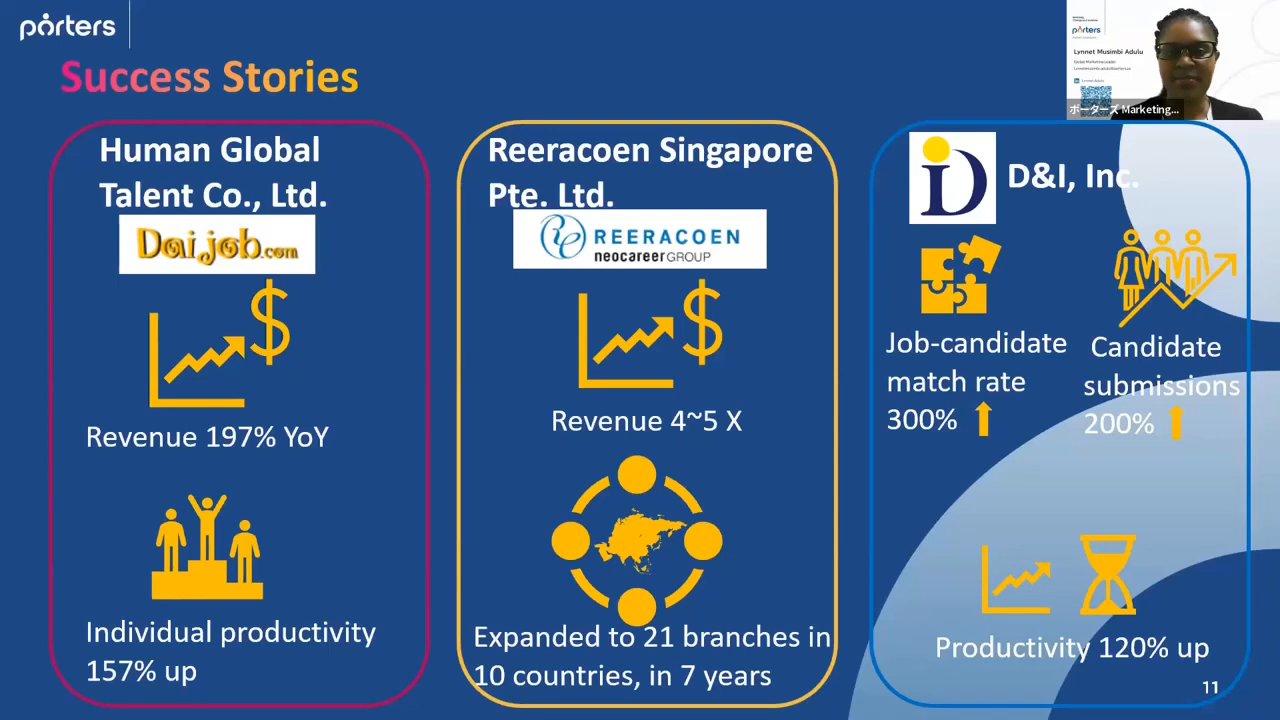 porters
Success Stories
porters
Lynnet Musimbi Adulu
Global Marketing Leader
ポーターズ Marketing...
Human Global
Talent Co., Ltd.
Daijob.com
Revenue 197% YoY
Individual productivity
157% up
Reeracoen Singapore
Pte. Ltd.
REERACOEN
neocareer GROUP
$
Revenue 4~5 X
Expanded to 21 branches in
10 countries, in 7 years
iD
D&I, Inc.
Job-candidate
match rate
300%
Candidate
submissions
200%
Productivity 120% up
11